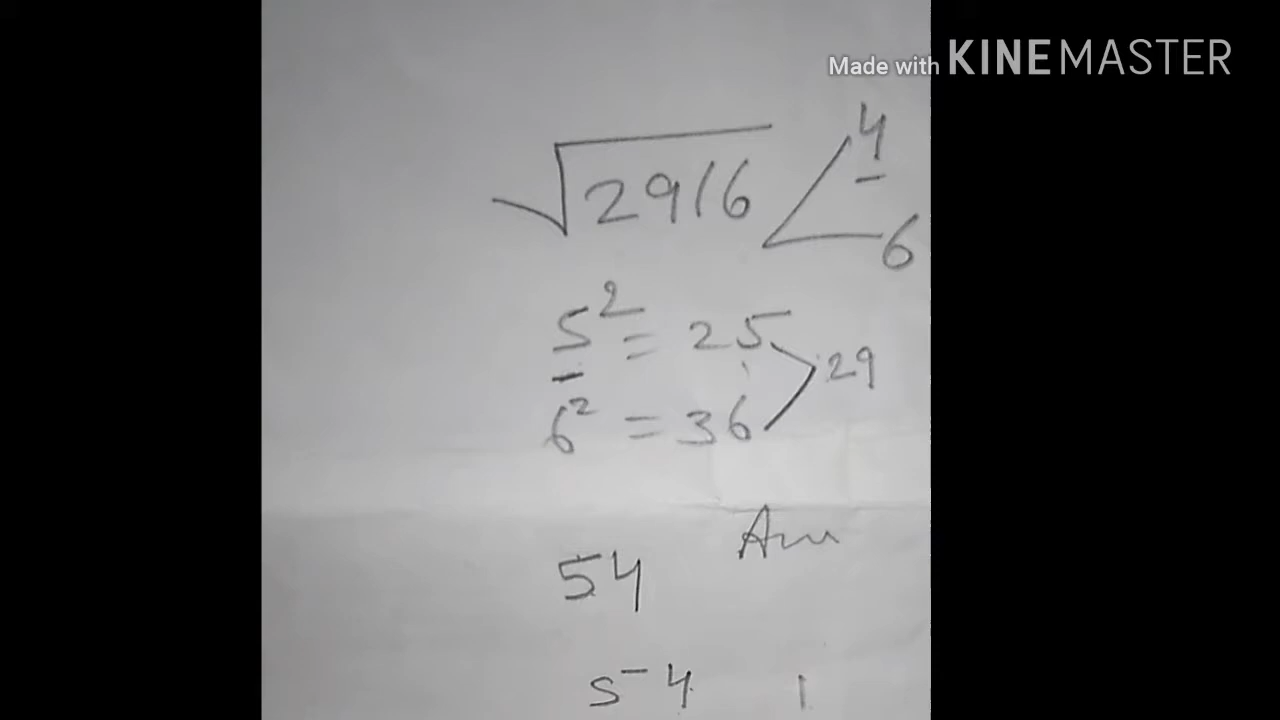 Made with KINEMASTER
4
√2916
6
5² = 25
29
6² = 36
Ans
54
5 4